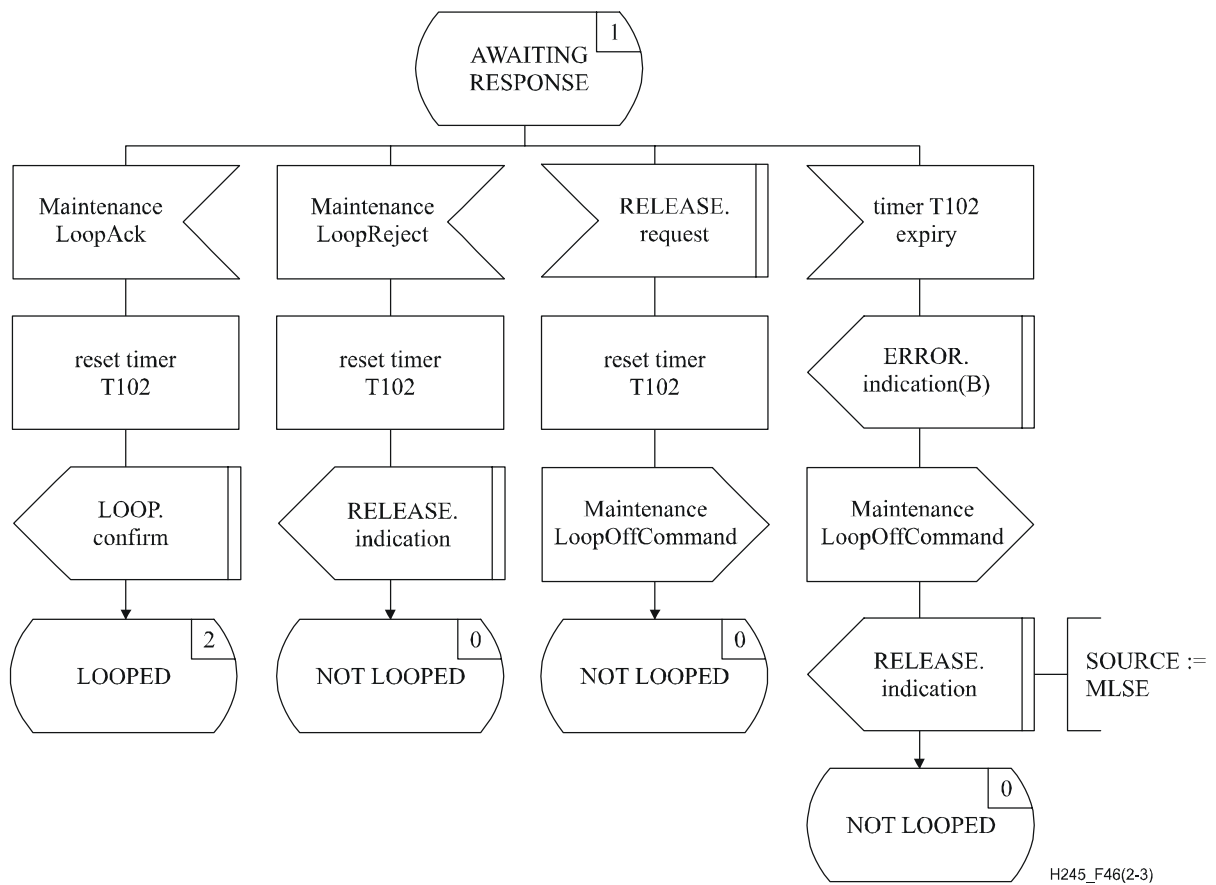 1
AWAITING
RESPONSE
Maintenance
LoopAck
Maintenance
LoopReject
RELEASE.
request
timer T102
expiry
reset timer
T102
reset timer
T102
reset timer
T102
ERROR.
indication(B)
LOOP.
confirm
RELEASE.
indication
Maintenance
LoopOffCommand
Maintenance
LoopOffCommand
2
LOOPED
0
NOT LOOPED
0
NOT LOOPED
RELEASE.
indication
SOURCE :=
MLSE
0
NOT LOOPED
H245_F46(2-3)